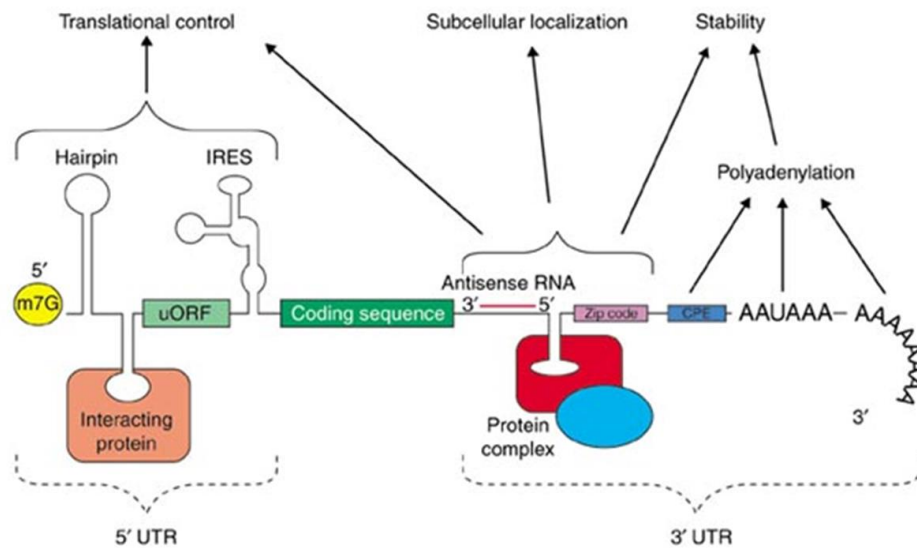 Translational control
Subcellular localization
Stability
Hairpin
IRES
Polyadenylation
5′
m7G
uORF
Coding sequence
Antisense RNA
3′ 5′
Zip code
CPE
AAUAAA
AAAAAAAA
3′
Interacting
protein
Protein
complex
5′ UTR
3′ UTR